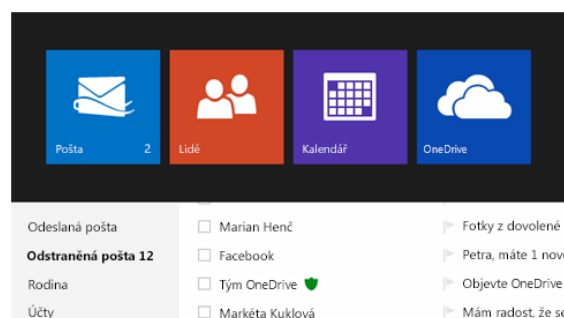 Pošta 2
Lidé
Kalendář
OneDrive
Odeslaná pošta
Odstraněná pošta 12
Rodina
Účty
Marian Henč
Facebook
Tým OneDrive
Markéta Kuklová
Fotky z dovolené
Petra, máte 1 nov
Objevte OneDrive
Mám radost, že se